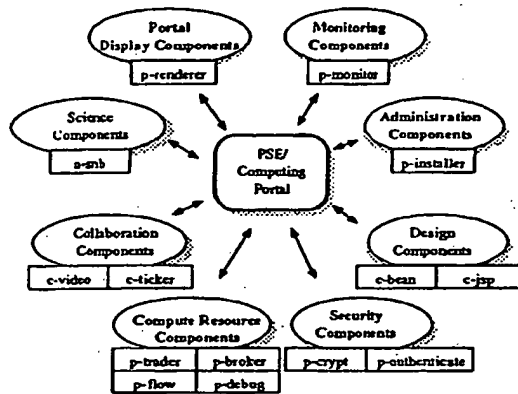 Portal
Display Components
p-renderer
Monitoring
Components
p-monitor
Science
Components
Administration
Components
p-installer
PSE/
Computing
Portal
Collaboration
Components
c-video c-ticker
Design
Components
c-bean c-jsp
Compute Resource
Components
p-trader p-broker
p-flow p-debug
Security
Components
p-crypt p-authenticate